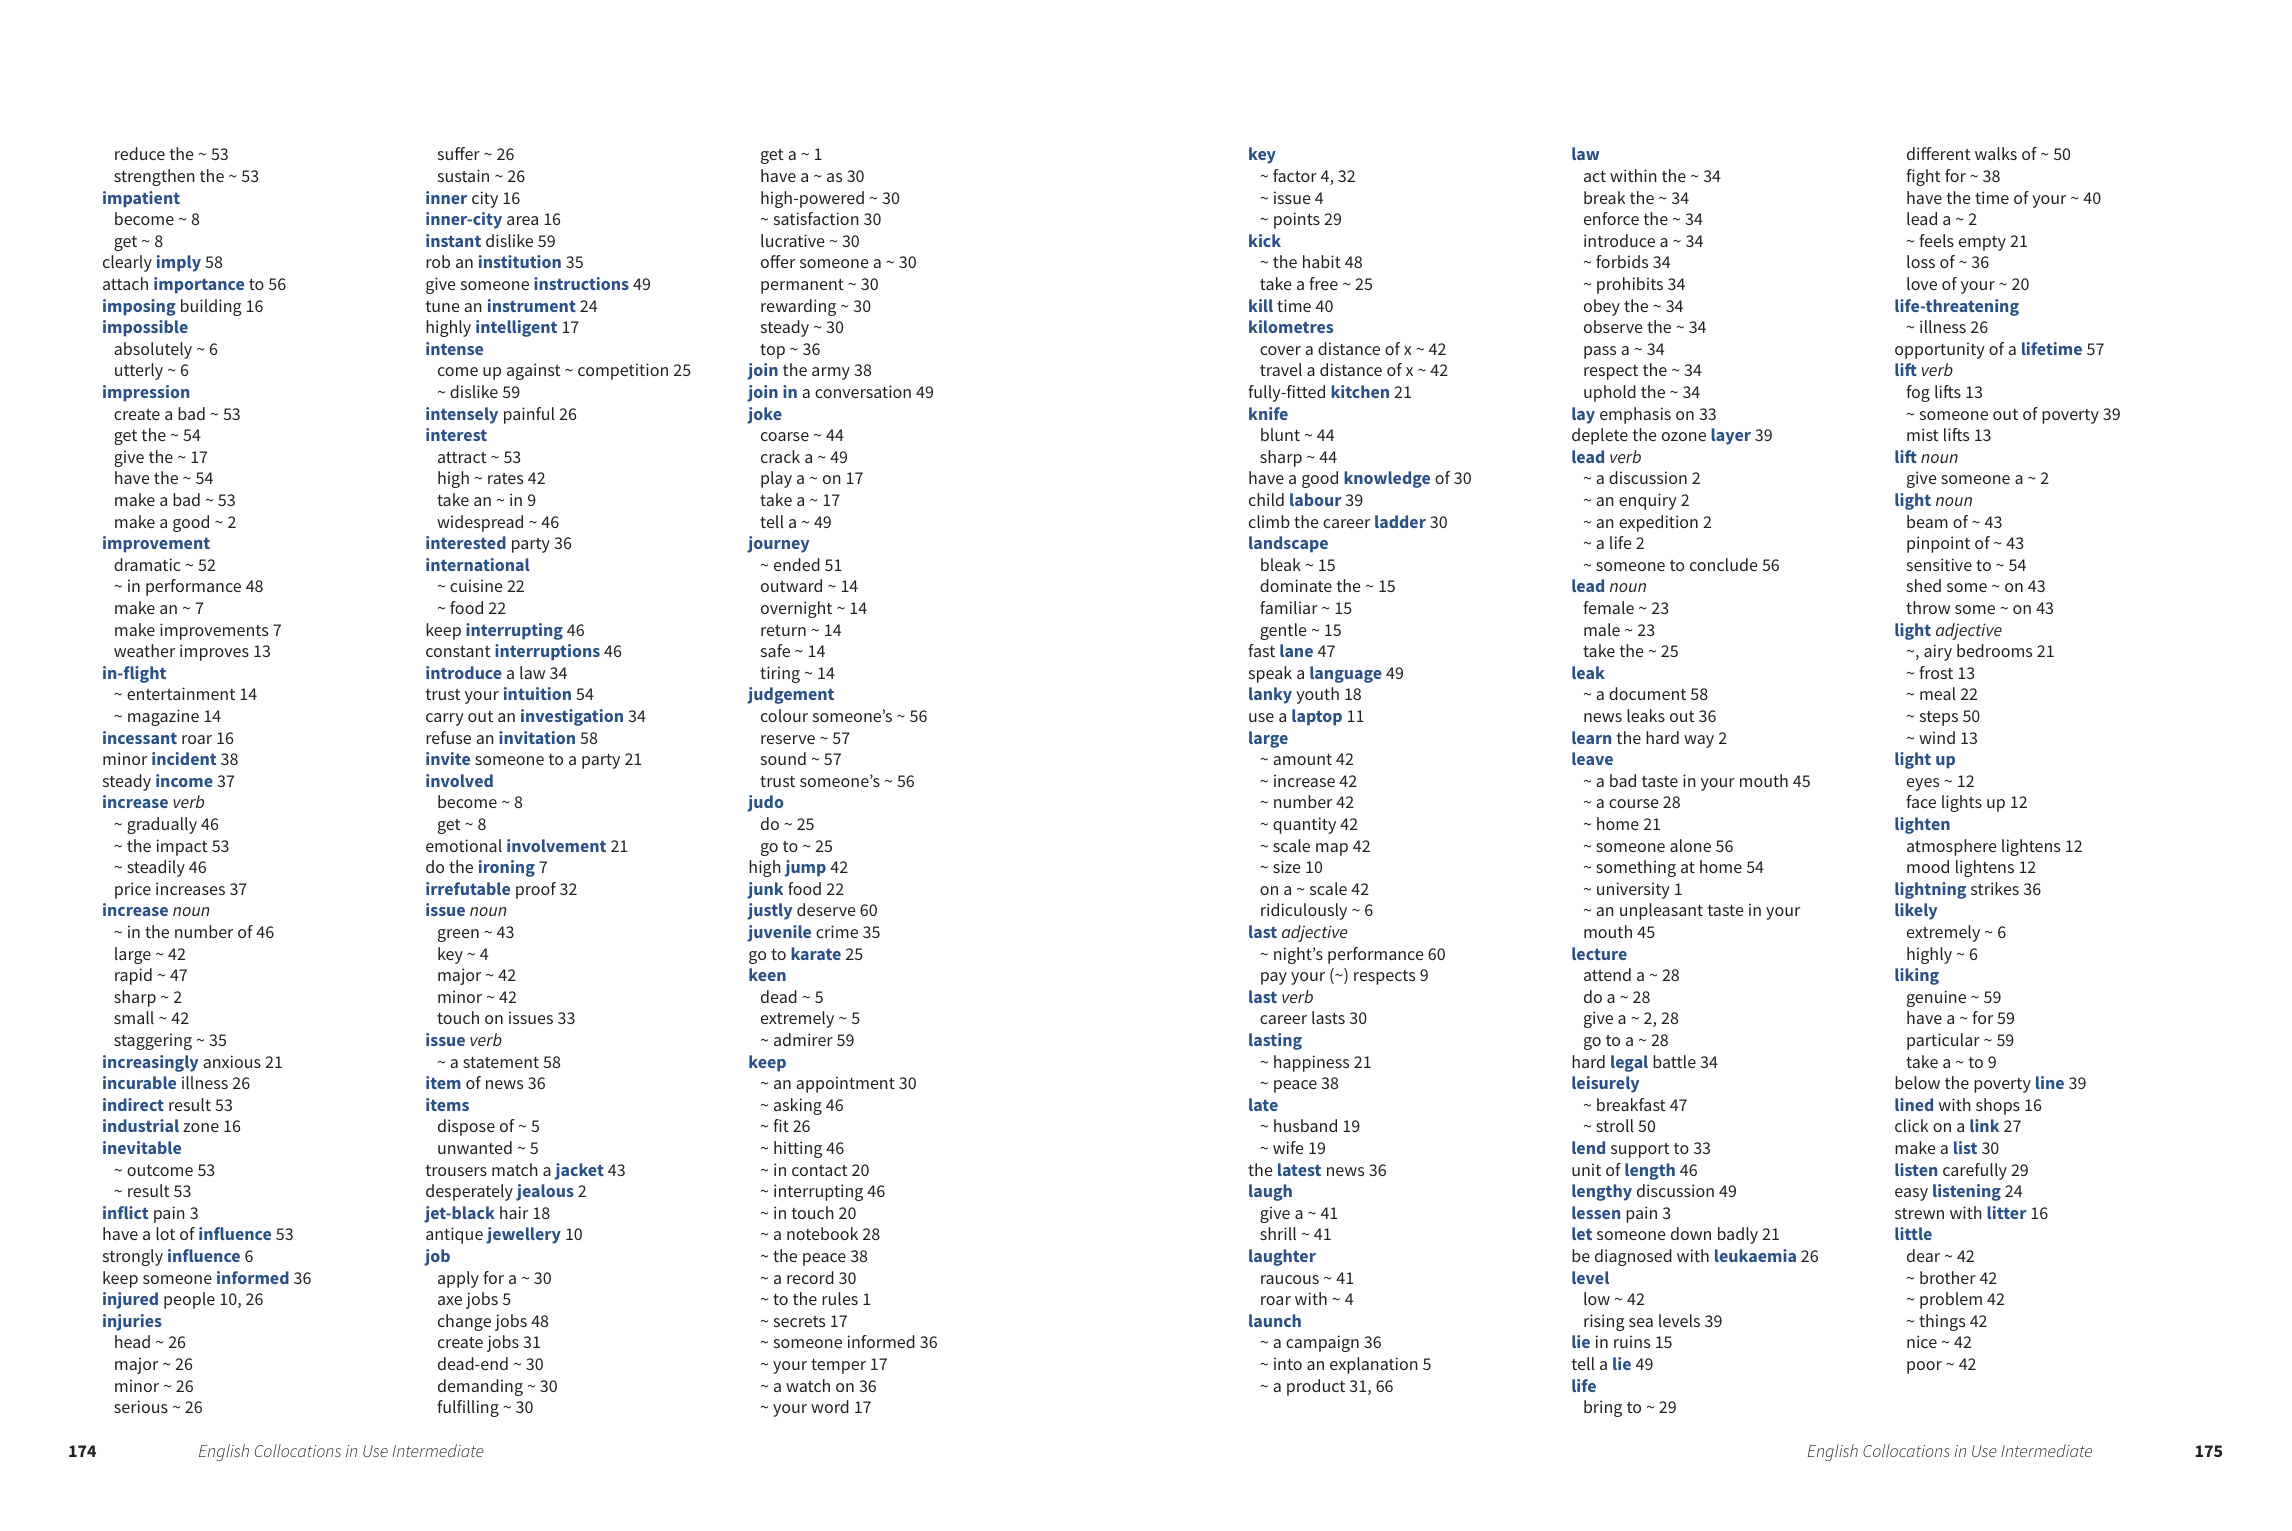 reduce the ~ 53
strengthen the ~ 53
impatient
become ~ 8
get ~ 8
clearly imply 58
attach importance to 56
imposing building 16
impossible
absolutely ~ 6
utterly ~ 6
impression
create a bad ~ 53
get the ~ 54
give the ~ 17
have the ~ 54
make a bad ~ 53
make a good ~ 2
improvement
dramatic ~ 52
~ in performance 48
make an ~ 7
make improvements 7
weather improves 13
in-flight
~ entertainment 14
~ magazine 14
incessant roar 16
minor incident 38
steady income 37
increase verb
~ gradually 46
~ the impact 53
~ steadily 46
price increases 37
increase noun
~ in the number of 46
large ~ 42
rapid ~ 47
sharp ~ 2
small ~ 42
staggering ~ 35
increasingly anxious 21
incurable illness 26
indirect result 53
industrial zone 16
inevitable
~ outcome 53
~ result 53
inflict pain 3
have a lot of influence 53
strongly influence 6
keep someone informed 36
injured people 10, 26
injuries
head ~ 26
major ~ 26
minor ~ 26
serious ~ 26
suffer ~ 26
sustain ~ 26
inner city 16
inner-city area 16
instant dislike 59
rob an institution 35
give someone instructions 49
tune an instrument 24
highly intelligent 17
intense
come up against ~ competition 25
~ dislike 59
intensely painful 26
interest
attract ~ 53
high ~ rates 42
take an ~ in 9
widespread ~ 46
interested party 36
international
~ cuisine 22
~ food 22
keep interrupting 46
constant interruptions 46
introduce a law 34
trust your intuition 54
carry out an investigation 34
refuse an invitation 58
invite someone to a party 21
involved
become ~ 8
get ~ 8
emotional involvement 21
do the ironing 7
irrefutable proof 32
issue noun
green ~ 43
key ~ 4
major ~ 42
minor ~ 42
touch on issues 33
issue verb
~ a statement 58
item of news 36
items
dispose of ~ 5
unwanted ~ 5
trousers match a jacket 43
desperately jealous 2
jet-black hair 18
antique jewellery 10
job
apply for a ~ 30
axe jobs 5
change jobs 48
create jobs 31
dead-end ~ 30
demanding ~ 30
fulfilling ~ 30
get a ~ 1
have a ~ as 30
high-powered ~ 30
~ satisfaction 30
lucrative ~ 30
offer someone a ~ 30
permanent ~ 30
rewarding ~ 30
steady ~ 30
top ~ 36
join the army 38
join in a conversation 49
joke
coarse ~ 44
crack a ~ 49
play a ~ on 17
take a ~ 17
tell a ~ 49
journey
~ ended 51
outward ~ 14
overnight ~ 14
return ~ 14
safe ~ 14
tiring ~ 14
judgement
colour someone’s ~ 56
reserve ~ 57
sound ~ 57
trust someone’s ~ 56
judo
do ~ 25
go to ~ 25
high jump 42
junk food 22
justly deserve 60
juvenile crime 35
go to karate 25
keen
dead ~ 5
extremely ~ 5
~ admirer 59
keep
~ an appointment 30
~ asking 46
~ fit 26
~ hitting 46
~ in contact 20
~ interrupting 46
~ in touch 20
~ a notebook 28
~ the peace 38
~ a record 30
~ to the rules 1
~ secrets 17
~ someone informed 36
~ your temper 17
~ a watch on 36
~ your word 17
174
English Collocations in Use Intermediate
key
~ factor 4, 32
~ issue 4
~ points 29
kick
~ the habit 48
take a free ~ 25
kill time 40
kilometres
cover a distance of x ~ 42
travel a distance of x ~ 42
fully-fitted kitchen 21
knife
blunt ~ 44
sharp ~ 44
have a good knowledge of 30
child labour 39
climb the career ladder 30
landscape
bleak ~ 15
dominate the ~ 15
familiar ~ 15
gentle ~ 15
fast lane 47
speak a language 49
lanky youth 18
use a laptop 11
large
~ amount 42
~ increase 42
~ number 42
~ quantity 42
~ scale map 42
~ size 10
on a ~ scale 42
ridiculously ~ 6
last adjective
~ night’s performance 60
pay your (~) respects 9
last verb
career lasts 30
lasting
~ happiness 21
~ peace 38
late
~ husband 19
~ wife 19
the latest news 36
laugh
give a ~ 41
shrill ~ 41
laughter
raucous ~ 41
roar with ~ 4
launch
~ a campaign 36
~ into an explanation 5
~ a product 31, 66
law
act within the ~ 34
break the ~ 34
enforce the ~ 34
introduce a ~ 34
~ forbids 34
~ prohibits 34
obey the ~ 34
observe the ~ 34
pass a ~ 34
respect the ~ 34
uphold the ~ 34
lay emphasis on 33
deplete the ozone layer 39
lead verb
~ a discussion 2
~ an enquiry 2
~ an expedition 2
~ a life 2
~ someone to conclude 56
lead noun
female ~ 23
male ~ 23
take the ~ 25
leak
~ a document 58
news leaks out 36
learn the hard way 2
leave
~ a bad taste in your mouth 45
~ a course 28
~ home 21
~ someone alone 56
~ something at home 54
~ university 1
~ an unpleasant taste in your
mouth 45
lecture
attend a ~ 28
do a ~ 28
give a ~ 2, 28
go to a ~ 28
hard legal battle 34
leisurely
~ breakfast 47
~ stroll 50
lend support to 33
unit of length 46
lengthy discussion 49
lessen pain 3
let someone down badly 21
be diagnosed with leukaemia 26
level
low ~ 42
rising sea levels 39
lie in ruins 15
tell a lie 49
life
bring to ~ 29
different walks of ~ 50
fight for ~ 38
have the time of your ~ 40
lead a ~ 2
~ feels empty 21
loss of ~ 36
love of your ~ 20
life-threatening
~ illness 26
opportunity of a lifetime 57
lift verb
fog lifts 13
~ someone out of poverty 39
mist lifts 13
lift noun
give someone a ~ 2
light noun
beam of ~ 43
pinpoint of ~ 43
sensitive to ~ 54
shed some ~ on 43
throw some ~ on 43
light adjective
~, airy bedrooms 21
~ frost 13
~ meal 22
~ steps 50
~ wind 13
light up
eyes ~ 12
face lights up 12
lighten
atmosphere lightens 12
mood lightens 12
lightning strikes 36
likely
extremely ~ 6
highly ~ 6
liking
genuine ~ 59
have a ~ for 59
particular ~ 59
take a ~ to 9
below the poverty line 39
lined with shops 16
click on a link 27
make a list 30
listen carefully 29
easy listening 24
strewn with litter 16
little
dear ~ 42
~ brother 42
~ problem 42
~ things 42
nice ~ 42
poor ~ 42
English Collocations in Use Intermediate
175